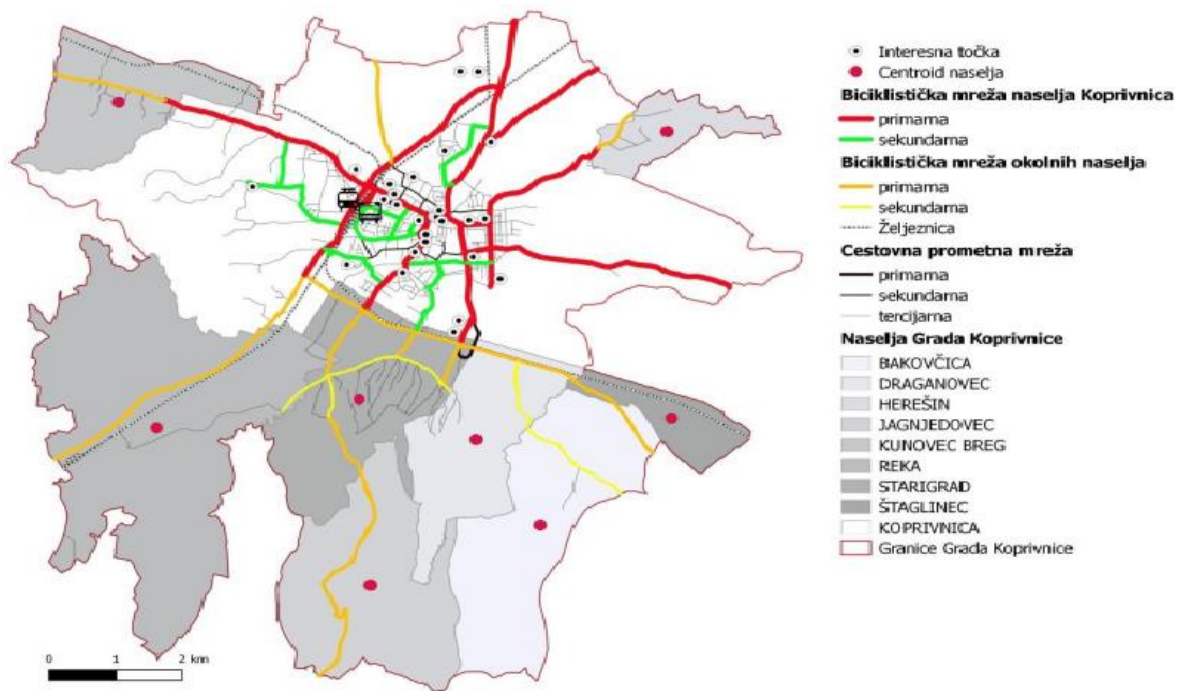 Interesna točka
Centroid naselja
Biciklistička mreža naselja Koprivnica
primarna
sekundarna
Biciklistička mreža okolnih naselja
primarna
sekundarna
Željeznica
Cestovna prometna mreža
primarna
sekundarna
tercijarna
Naselja Grada Koprivnice
BAKOVČICA
DRAGANOVEC
HEREŠIN
JAGNJEDOVEC
KUNOVEC BREG
REKA
STARIGRAD
ŠTAGLINEC
KOPRIVNICA
Granice Grada Koprivnice
0 1 2 km